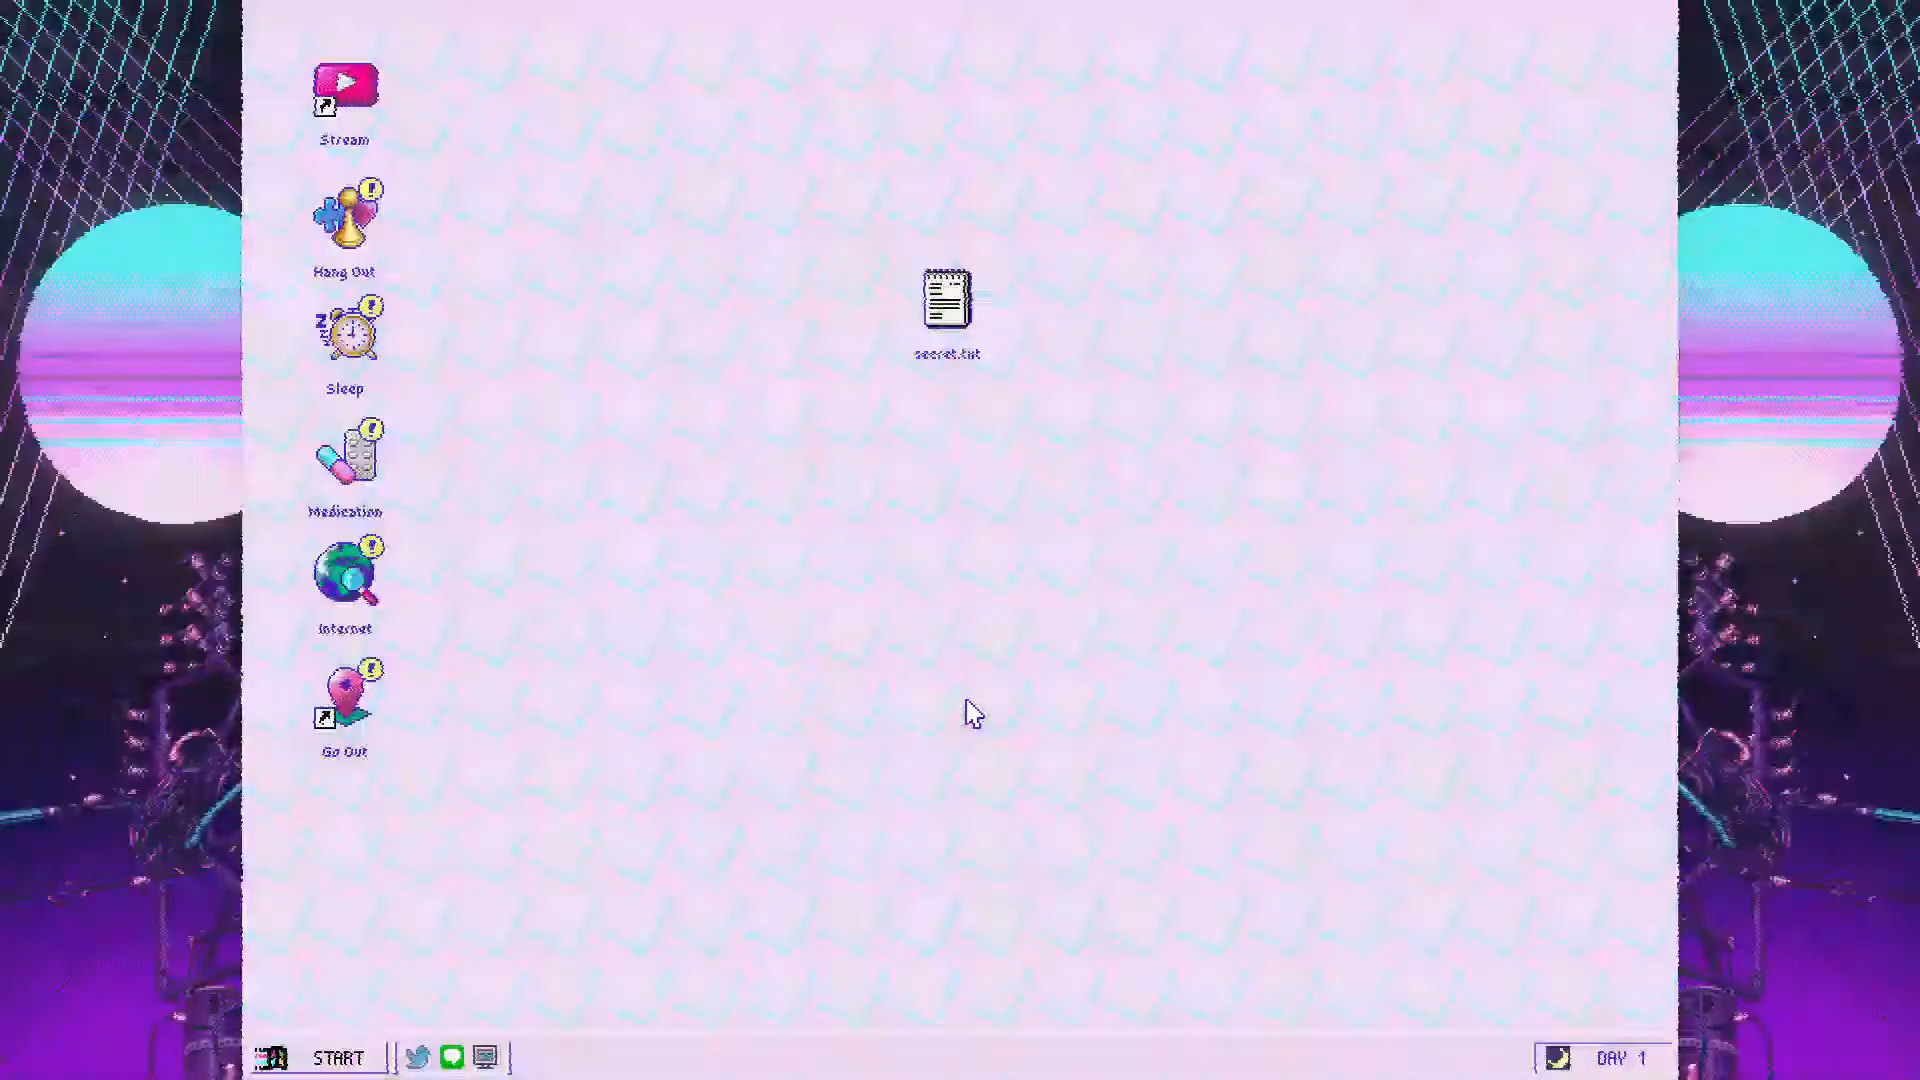 Stream
Hang Out
Sleep
Medication
Internet
Go Out
secret.txt
START
DAY 1